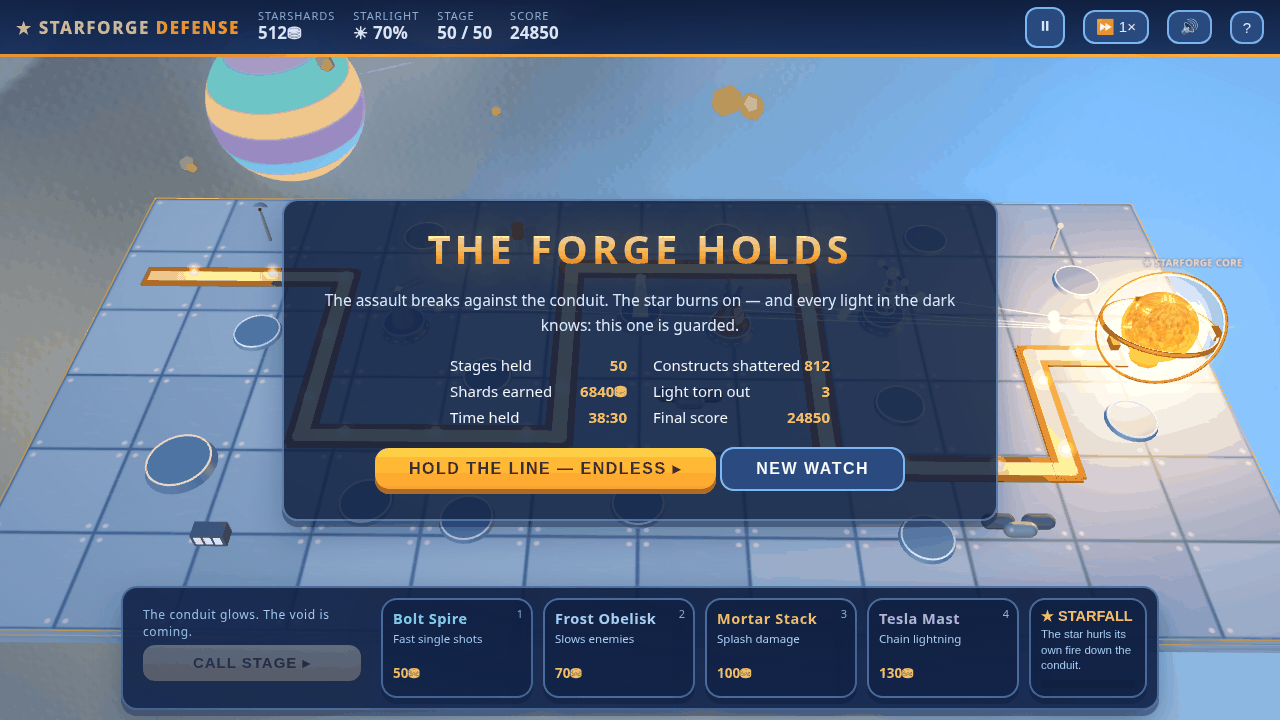 ★ STARFORGE DEFENSE
STARSHARDS
512
STARLIGHT
☀ 70%
STAGE
50 / 50
SCORE
24850
⏸
⏩ 1×
🔊
?
★ STARFORGE CORE
THE FORGE HOLDS
The assault breaks against the conduit. The star burns on — and every light in the dark
knows: this one is guarded.
Stages held 50
Constructs shattered 812
Shards earned 6840
Light torn out 3
Time held 38:30
Final score 24850
HOLD THE LINE — ENDLESS ▸
NEW WATCH
The conduit glows. The void is
coming.
CALL STAGE ▸
Bolt Spire 1
Fast single shots
50
Frost Obelisk 2
Slows enemies
70
Mortar Stack 3
Splash damage
100
Tesla Mast 4
Chain lightning
130
★ STARFALL
The star hurls its
own fire down the
conduit.